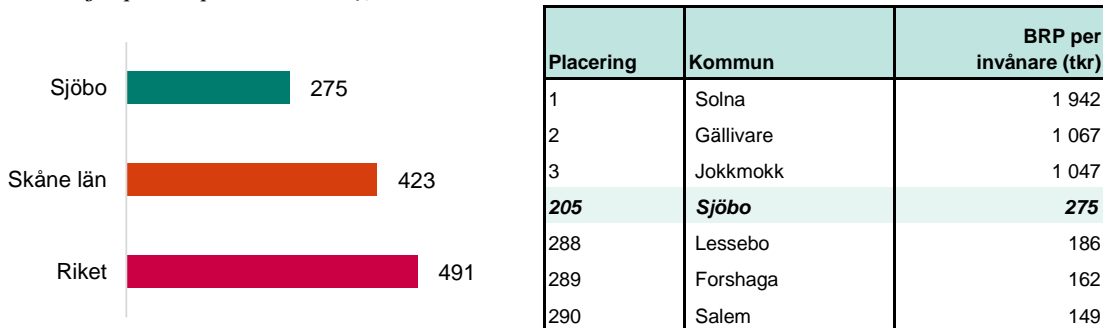 Sjöbo 275
Skåne län 423
Riket 491
BRP per
Placering Kommun invånare (tkr)
1 Solna 1 942
2 Gällivare 1 067
3 Jokkmokk 1 047
205 Sjöbo 275
288 Lessebo 186
289 Forshaga 162
290 Salem 149